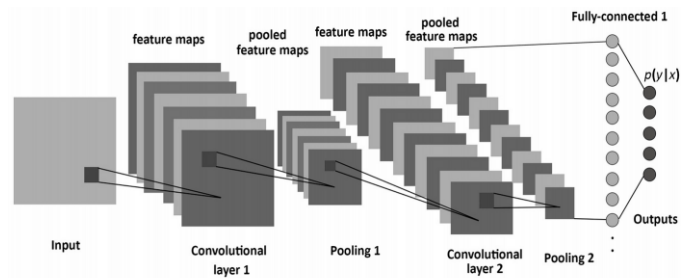 Fully-connected 1
feature maps
pooled
feature maps
feature maps
pooled
feature maps
p(y|x)
Input
Convolutional
layer 1
Pooling 1
Convolutional
layer 2
Pooling 2
Outputs